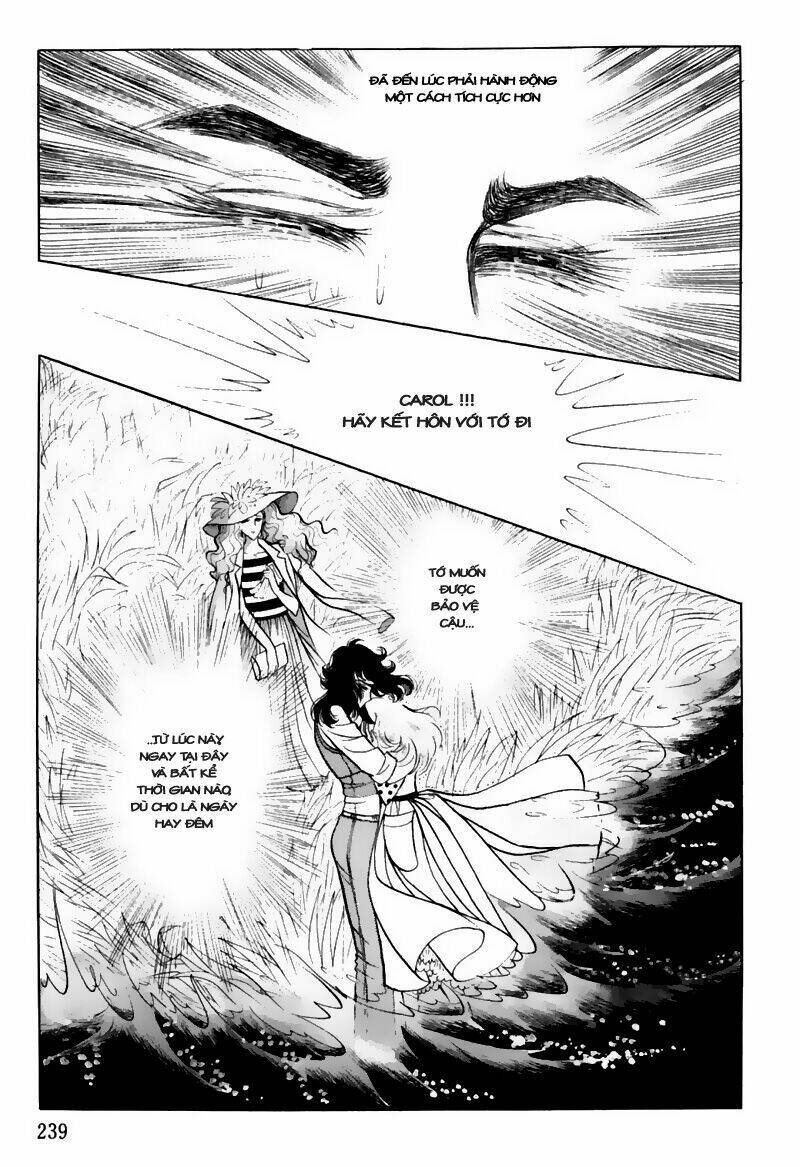 ĐÃ ĐẾN LÚC PHẢI HÀNH ĐỘNG
MỘT CÁCH TÍCH CỰC HƠN
CAROL !!!
HÃY KẾT HÔN VỚI TỚ ĐI
TỚ MUỐN
ĐƯỢC
BẢO VỆ
CẬU...
...TỪ LÚC NÀY,
NGAY TẠI ĐÂY
VÀ BẤT KỂ
THỜI GIAN NÀO,
DÙ CHO LÀ NGÀY
HAY ĐÊM
239